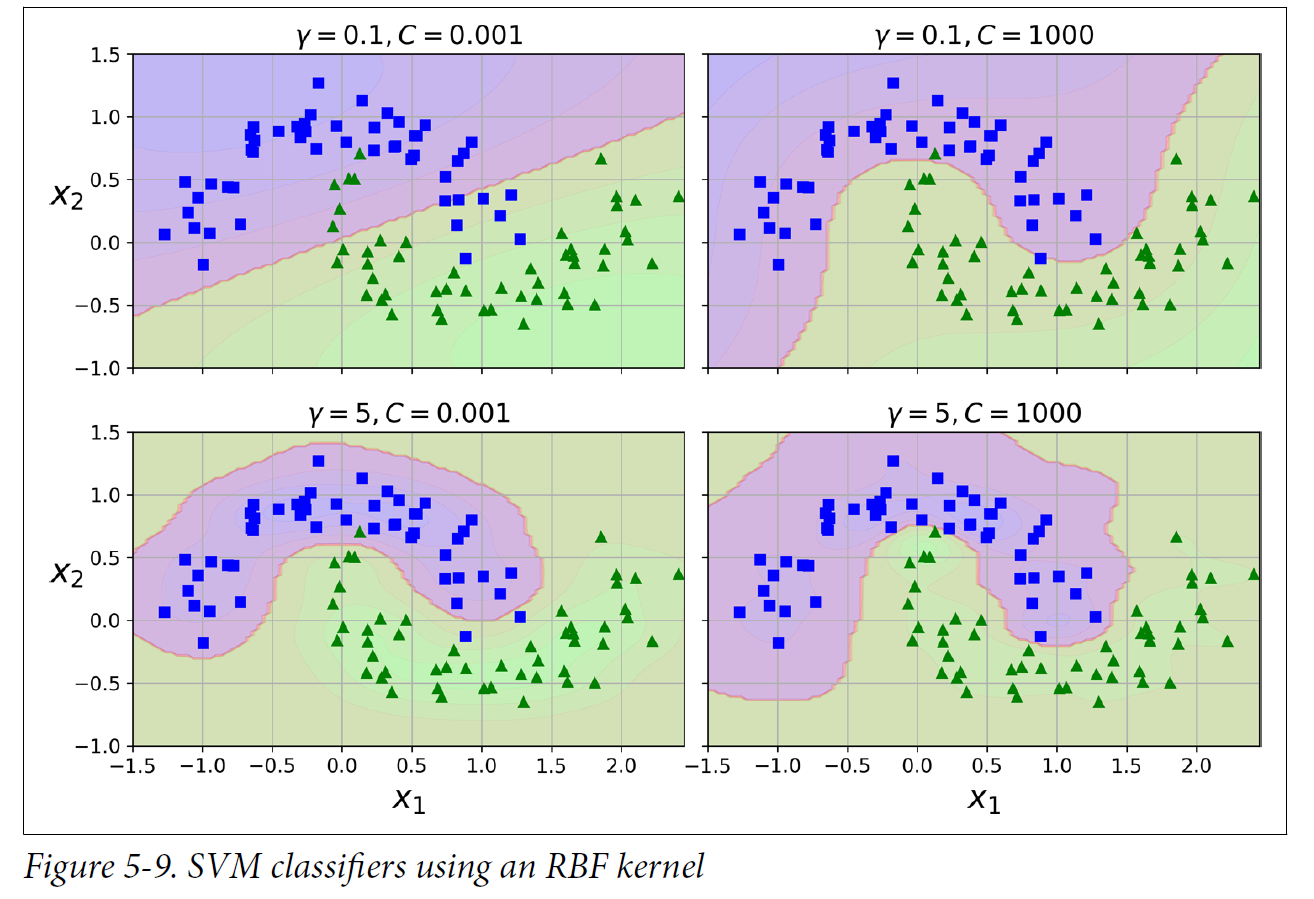 γ = 0.1, C = 0.001
γ = 0.1, C = 1000
1.5
1.0
0.5
0.0
−0.5
−1.0
x2
γ = 5, C = 0.001
γ = 5, C = 1000
1.5
1.0
0.5
0.0
−0.5
−1.0
x2
−1.5 −1.0 −0.5 0.0 0.5 1.0 1.5 2.0
−1.5 −1.0 −0.5 0.0 0.5 1.0 1.5 2.0
x1
x1
Figure 5-9. SVM classifiers using an RBF kernel